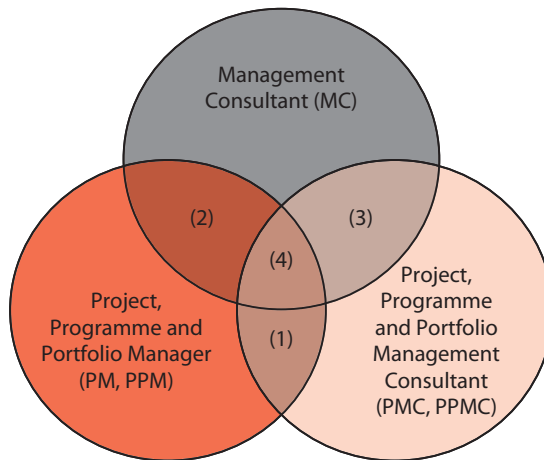 Management
Consultant (MC)
(2)
(3)
(4)
Project,
Programme and
Portfolio Manager
(PM, PPM)
(1)
Project,
Programme
and Portfolio
Management
Consultant
(PMC, PPMC)